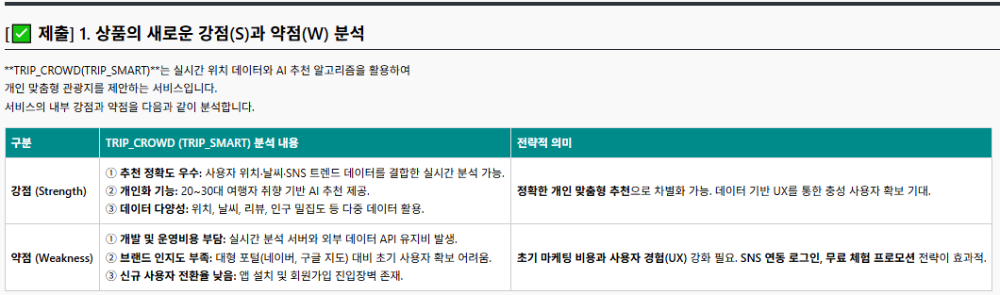 [✅ 제출] 1. 상품의 새로운 강점(S)과 약점(W) 분석
**TRIP_CROWD(TRIP_SMART)**는 실시간 위치 데이터와 AI 추천 알고리즘을 활용하여
개인 맞춤형 관광지를 제안하는 서비스입니다.
서비스의 내부 강점과 약점을 다음과 같이 분석합니다.
구분
TRIP_CROWD (TRIP_SMART) 분석 내용
전략적 의미
강점 (Strength)
① 추천 정확도 우수: 사용자 위치·날씨·SNS 트렌드 데이터를 결합한 실시간 분석 가능.
② 개인화 기능: 20~30대 여행자 취향 기반 AI 추천 제공.
③ 데이터 다양성: 위치, 날씨, 리뷰, 인구 밀집도 등 다중 데이터 활용.
정확한 개인 맞춤형 추천으로 차별화 가능. 데이터 기반 UX를 통한 충성 사용자 확보 기대.
약점 (Weakness)
① 개발 및 운영비용 부담: 실시간 분석 서버와 외부 데이터 API 유지비 발생.
② 브랜드 인지도 부족: 대형 포털(네이버, 구글 지도) 대비 초기 사용자 확보 어려움.
③ 신규 사용자 전환율 낮음: 앱 설치 및 회원가입 진입장벽 존재.
초기 마케팅 비용과 사용자 경험(UX) 강화 필요. SNS 연동 로그인, 무료 체험 프로모션 전략이 효과적.